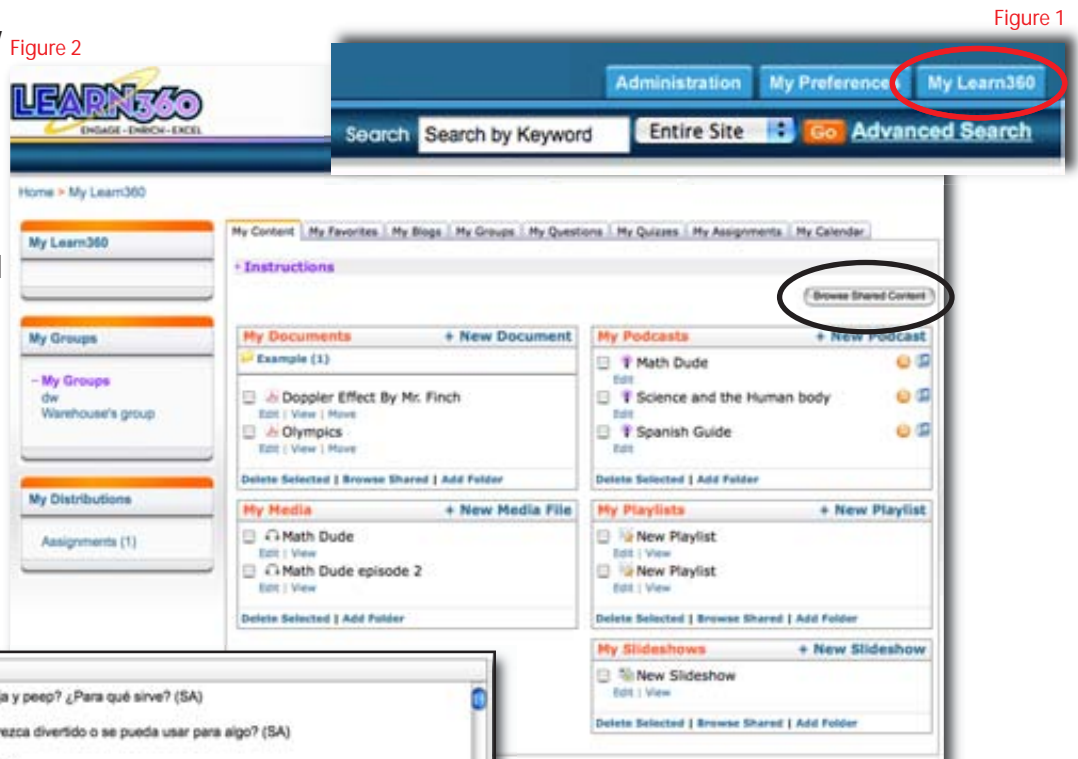 Figure 1
Figure 2
Administration My Preferences My Learn360
Search Search by Keyword Entire Site Go Advanced Search
LEARN360
ENGAGE - ENRICH - EXCEL
Home > My Learn360
My Learn360
My Groups
- My Groups
dw
Warehouse's group
My Distributions
Assignments (1)
My Content My Favorites My Blogs My Groups My Questions My Quizzes My Assignments My Calendar
Instructions
Browse Shared Content
My Documents + New Document
Example (1)
Doppler Effect By Mr. Finch
Edit | View | Move
Olympics
Edit | View | Move
Delete Selected | Browse Shared | Add Folder
My Podcasts + New Podcast
Math Dude
Edit
Science and the Human body
Edit
Spanish Guide
Edit
Delete Selected | Add Folder
My Media + New Media File
Math Dude
Edit | View
Math Dude episode 2
Edit | View
Delete Selected | Add Folder
My Playlists + New Playlist
New Playlist
Edit | View
New Playlist
Edit | View
Delete Selected | Browse Shared | Add Folder
My Slideshows + New Slideshow
New Slideshow
Edit | View
Delete Selected | Browse Shared | Add Folder
y peep? ¿Para qué sirve? (SA)
divertido o se pueda usar para algo? (SA)